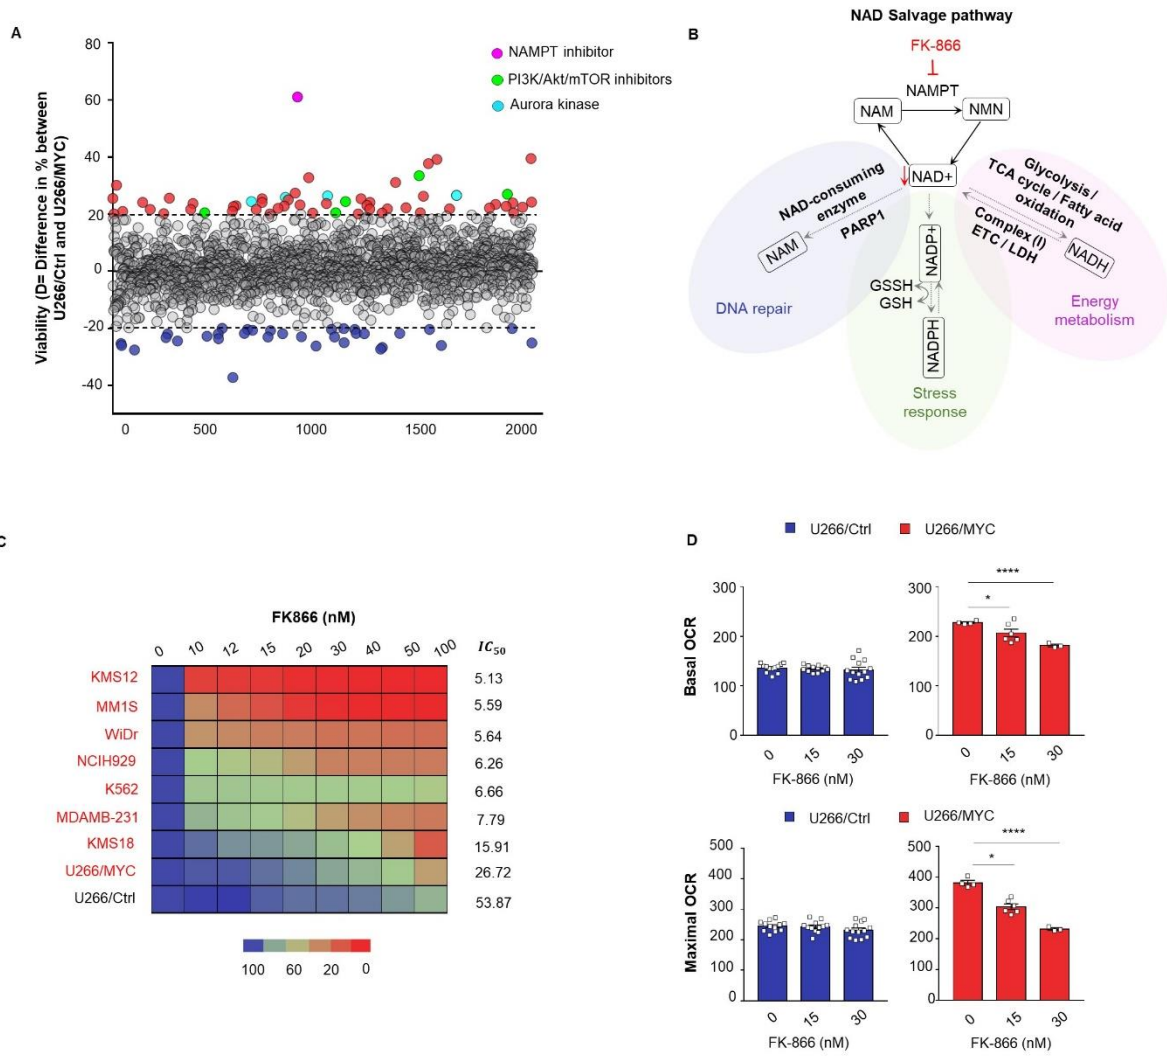 A
Viability (D= Difference in % between
U266/Ctrl and U266/MYC)
80
60
40
20
0
-20
-40
0 500 1000 1500 2000
NAMPT inhibitor
PI3K/Akt/mTOR inhibitors
Aurora kinase
B
NAD Salvage pathway
FK-866
NAMPT
NAM
NMN
NAD+
NAD-consuming
enzyme
PARP1
NAM
DNA repair
Glycolysis /
TCA cycle / Fatty acid
oxidation
Complex (I)
ETC / LDH
NADH
Energy
metabolism
NADP+
GSSH
GSH
NADPH
Stress
response
C
FK866 (nM)
0 10 12 15 20 30 40 50 100 IC50
KMS12 5.13
MM1S 5.59
WiDr 5.64
NCIH929 6.26
K562 6.66
MDAMB-231 7.79
KMS18 15.91
U266/MYC 26.72
U266/Ctrl 53.87
100 60 20 0
D
U266/Ctrl U266/MYC
Basal OCR
300
200
100
0
0 15 30
FK-866 (nM)
300
200
100
0
****
*
0 15 30
FK-866 (nM)
U266/Ctrl U266/MYC
Maximal OCR
500
400
300
200
100
0
0 15 30
FK-866 (nM)
500
400
300
200
100
0
****
*
0 15 30
FK-866 (nM)